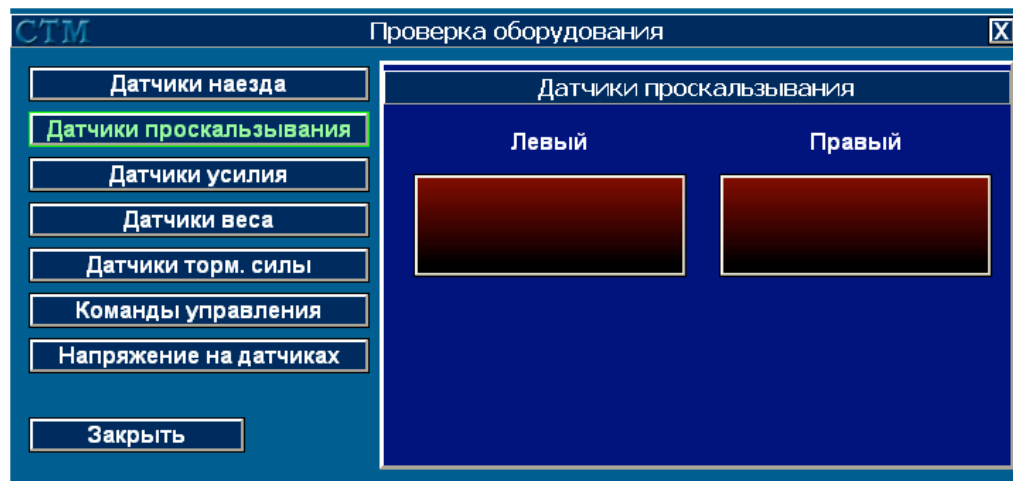 СТМ
Проверка оборудования
X
Датчики наезда
Датчики проскальзывания
Датчики усилия
Датчики веса
Датчики торм. силы
Команды управления
Напряжение на датчиках
Закрыть
Датчики проскальзывания
Левый
Правый